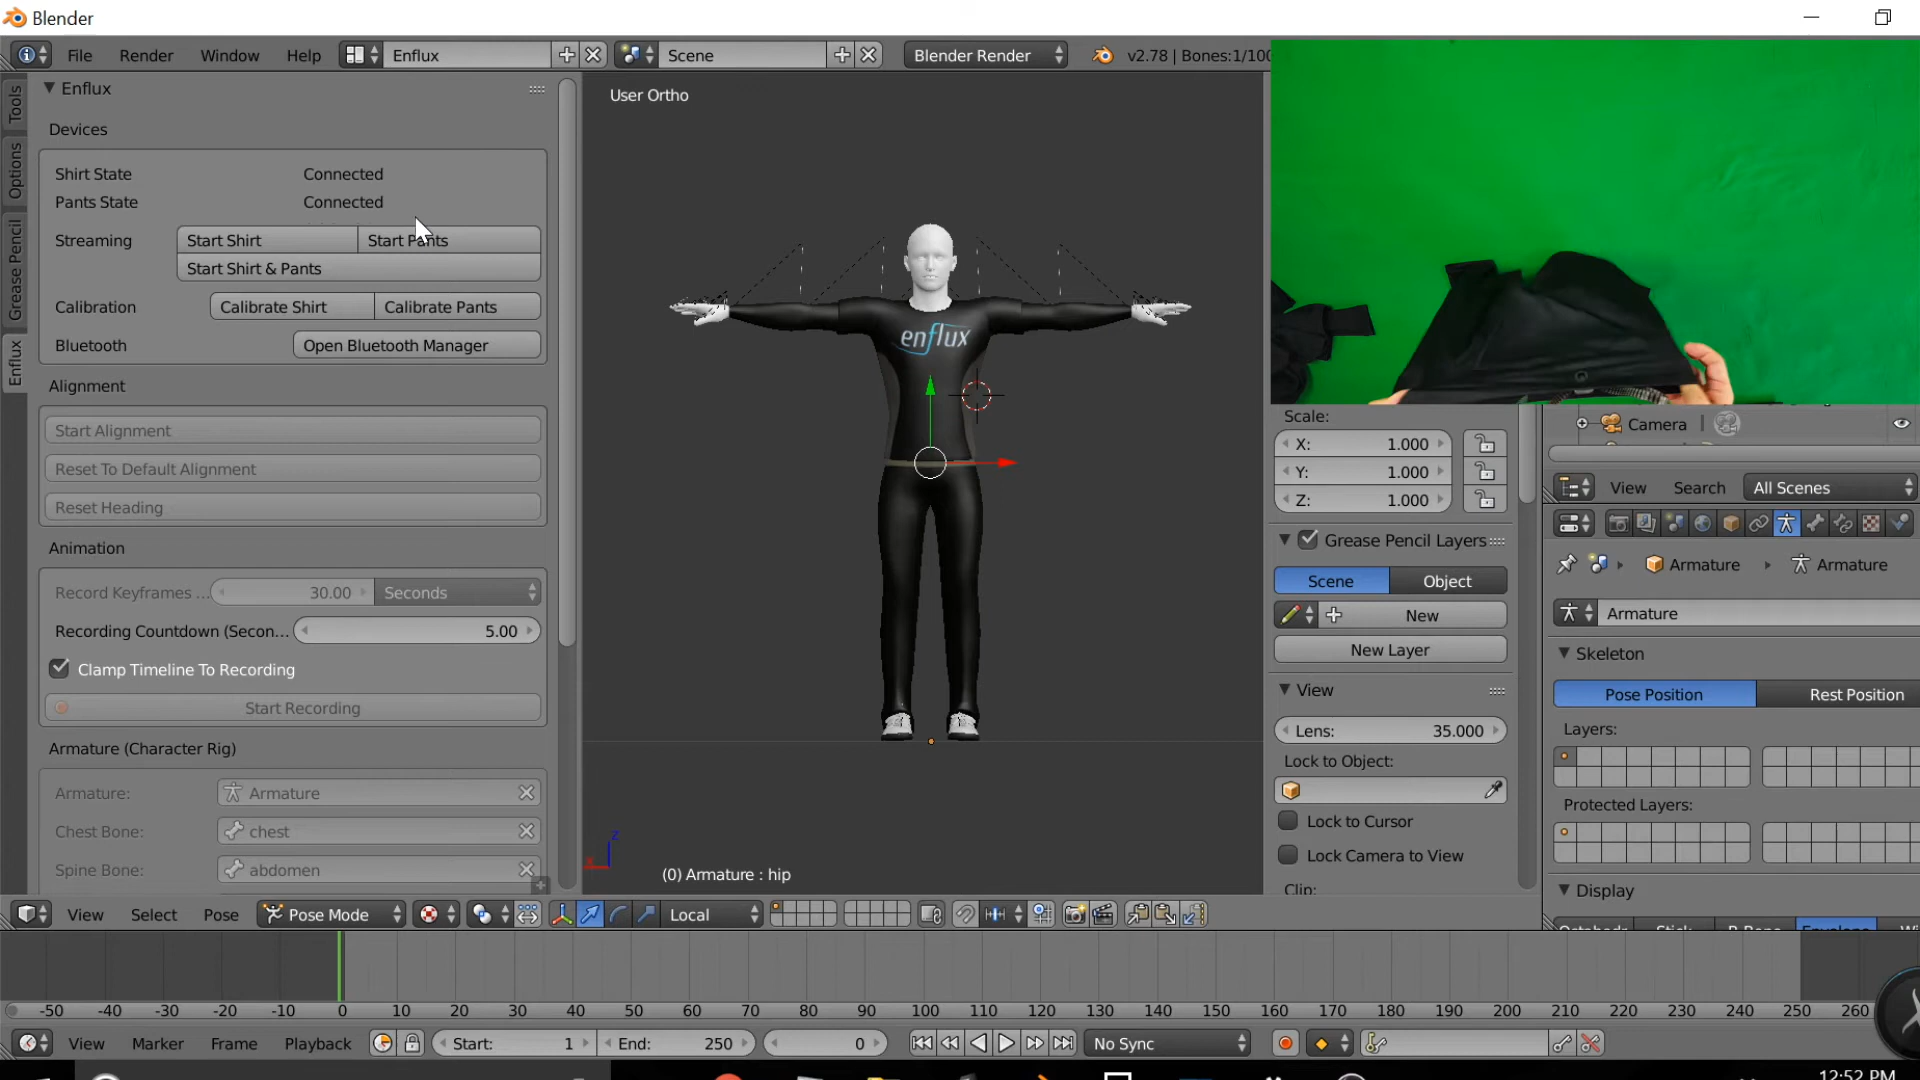 Blender
File Render Window Help Enflux Scene Blender Render v2.78 | Bones:1/100
Tools
Options
Grease Pencil
Enflux
Enflux
Devices
Shirt State Connected
Pants State Connected
Streaming Start Shirt Start Pants
Start Shirt & Pants
Calibration Calibrate Shirt Calibrate Pants
Bluetooth Open Bluetooth Manager
Alignment
Start Alignment
Reset To Default Alignment
Reset Heading
Animation
Record Keyframes ... 30.00 Seconds
Recording Countdown (Secon... 5.00
Clamp Timeline To Recording
Start Recording
Armature (Character Rig)
Armature: Armature
Chest Bone: chest
Spine Bone: abdomen
User Ortho
enflux
z
x
(0) Armature : hip
Scale:
X: 1.000
Y: 1.000
Z: 1.000
Grease Pencil Layers
Scene Object
New
New Layer
View
Lens: 35.000
Lock to Object:
Lock to Cursor
Lock Camera to View
Clip:
Camera
View Search All Scenes
Armature Armature
Armature
Skeleton
Pose Position Rest Position
Layers:
Protected Layers:
Display
View Select Pose Pose Mode Local
-50 -40 -30 -20 -10 0 10 20 30 40 50 60 70 80 90 100 110 120 130 140 150 160 170 180 190 200 210 220 230 240 250 260
View Marker Frame Playback Start: 1 End: 250 0 No Sync
12:52 PM